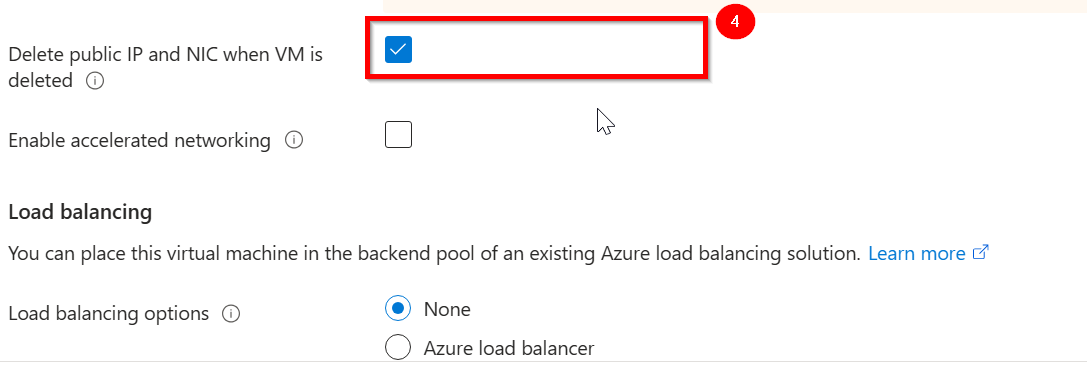 4
Delete public IP and NIC when VM is
deleted
Enable accelerated networking
Load balancing
You can place this virtual machine in the backend pool of an existing Azure load balancing solution. Learn more
Load balancing options
None
Azure load balancer